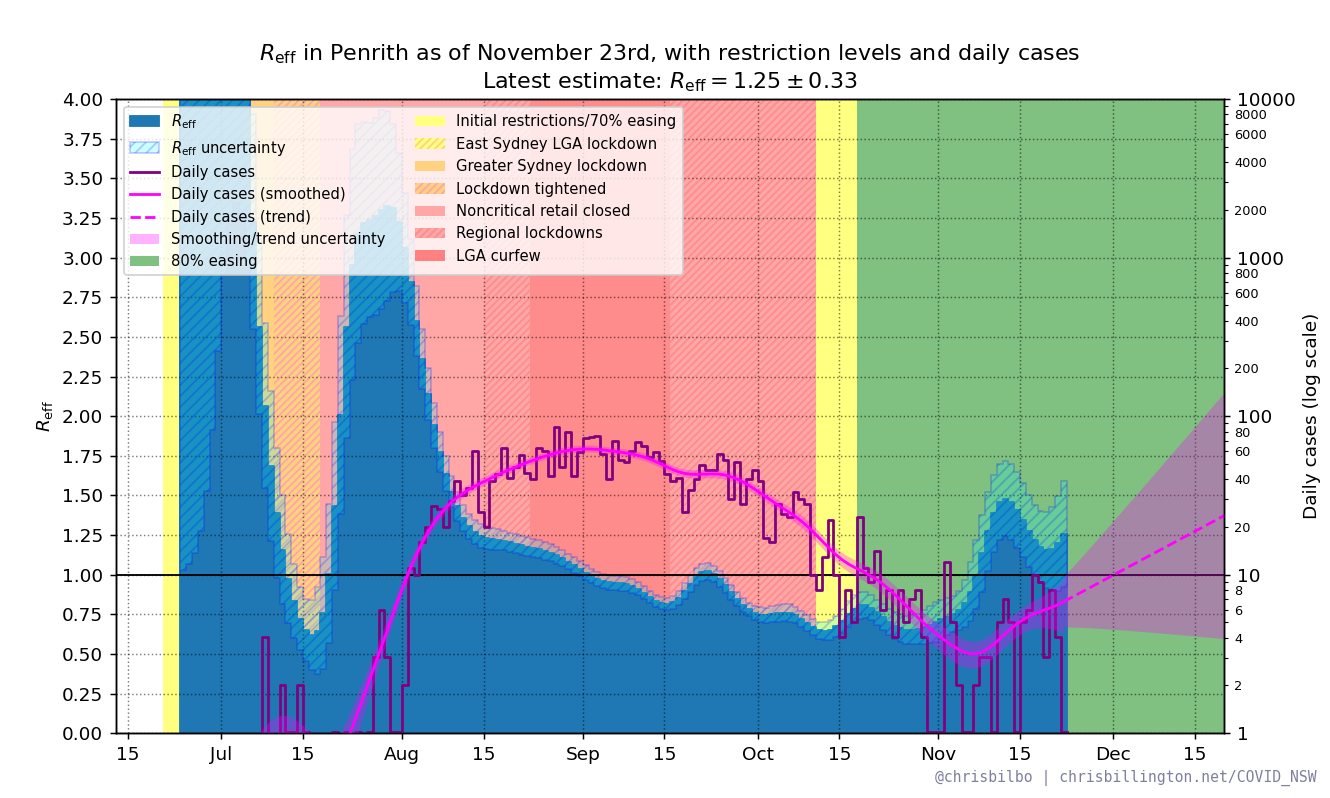 Reff in Penrith as of November 23rd, with restriction levels and daily cases
Latest estimate: Reff = 1.25 ± 0.33
Reff
Reff uncertainty
Daily cases
Daily cases (smoothed)
Daily cases (trend)
Smoothing/trend uncertainty
80% easing
Initial restrictions/70% easing
East Sydney LGA lockdown
Greater Sydney lockdown
Lockdown tightened
Noncritical retail closed
Regional lockdowns
LGA curfew
Reff
4.00
3.75
3.50
3.25
3.00
2.75
2.50
2.25
2.00
1.75
1.50
1.25
1.00
0.75
0.50
0.25
0.00
15 Jul 15 Aug 15 Sep 15 Oct 15 Nov 15 Dec 15
10000
8000
6000
4000
2000
1000
800
600
400
200
100
80
60
40
20
10
8
6
4
2
1
Daily cases (log scale)
@chrisbilbo | chrisbillington.net/COVID_NSW